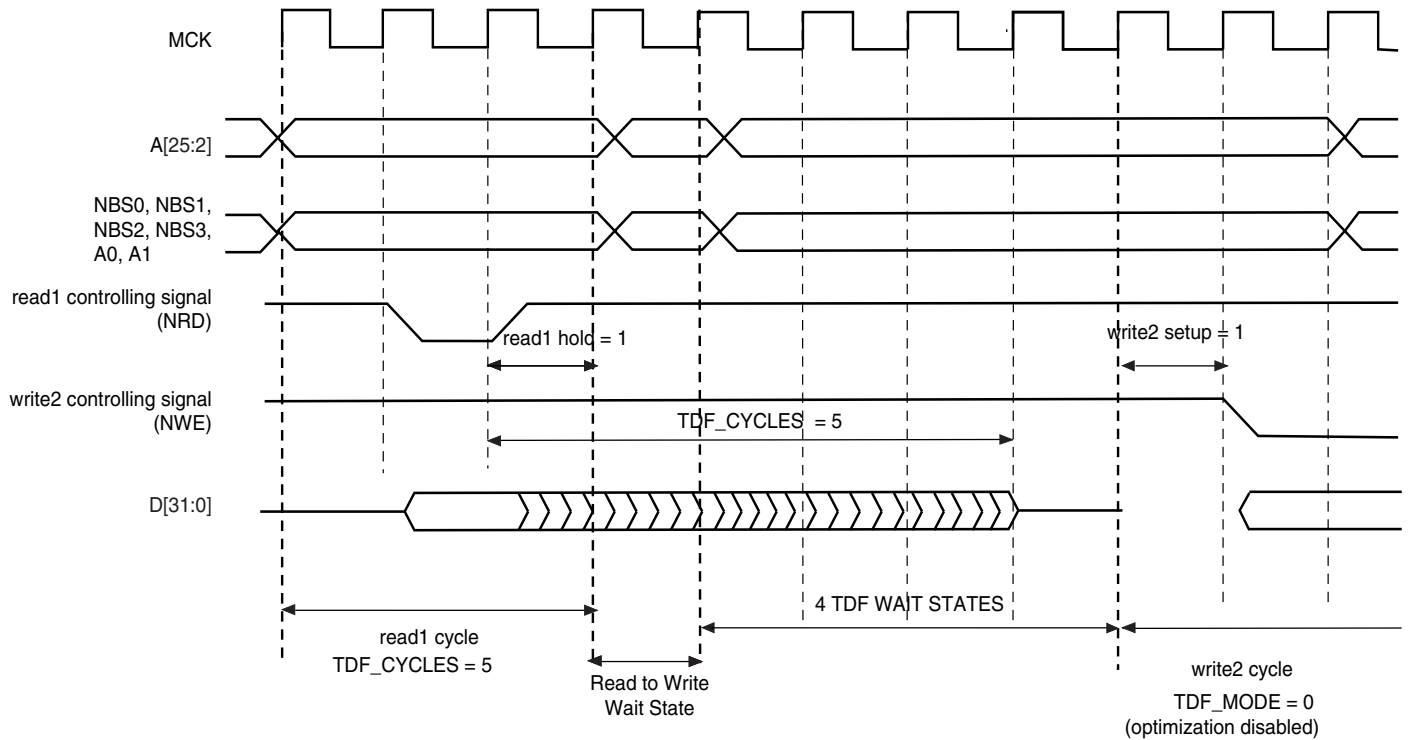 MCK
A[25:2]
NBS0, NBS1,
NBS2, NBS3,
A0, A1
read1 controlling signal
(NRD)
read1 hold = 1
write2 setup = 1
write2 controlling signal
(NWE)
TDF_CYCLES = 5
D[31:0]
4 TDF WAIT STATES
read1 cycle
TDF_CYCLES = 5
Read to Write
Wait State
write2 cycle
TDF_MODE = 0
(optimization disabled)